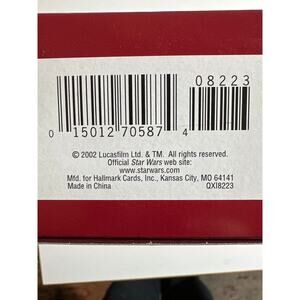 08223
0 15012 70587 4
© 2002 Lucasfilm Ltd. & TM. All rights reserved.
Official Star Wars web site:
www.starwars.com
Mfd. for Hallmark Cards, Inc., Kansas City, MO 64141
Made in China QXI8223